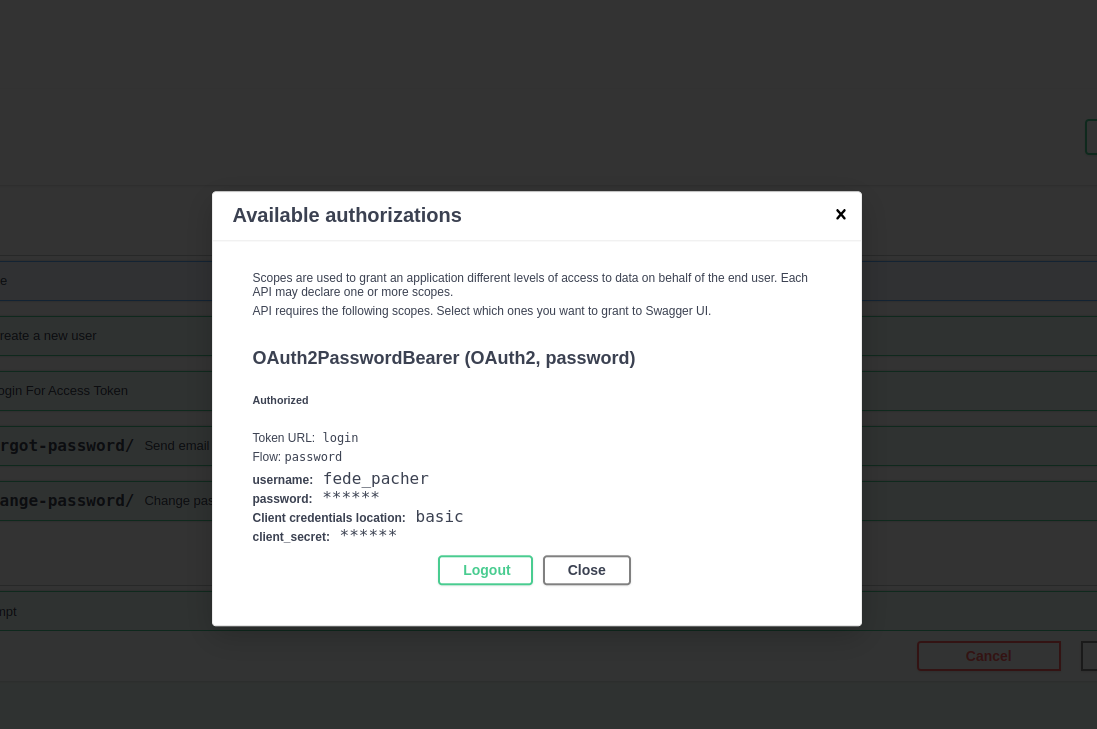 Available authorizations
Scopes are used to grant an application different levels of access to data on behalf of the end user. Each
API may declare one or more scopes.
API requires the following scopes. Select which ones you want to grant to Swagger UI.
e
reate a new user
OAuth2PasswordBearer (OAuth2, password)
ogin For Access Token
Authorized
Token URL: login
rgot-password/ Send email
Flow: password
username: fede_pacher
password: ******
ange-password/ Change pas
Client credentials location: basic
client_secret: ******
Logout Close
mpt
Cancel